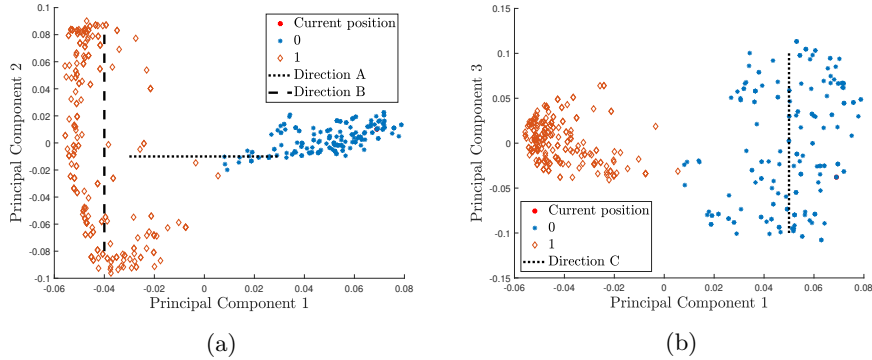 0.1
0.08
0.06
0.04
0.02
0
-0.02
-0.04
-0.06
-0.08
-0.1
Principal Component 2
Current position
0
1
Direction A
Direction B
-0.06 -0.04 -0.02 0 0.02 0.04 0.06 0.08
Principal Component 1
(a)
0.15
0.1
0.05
0
-0.05
-0.1
-0.15
Principal Component 3
Current position
0
1
Direction C
-0.06 -0.04 -0.02 0 0.02 0.04 0.06 0.08
Principal Component 1
(b)